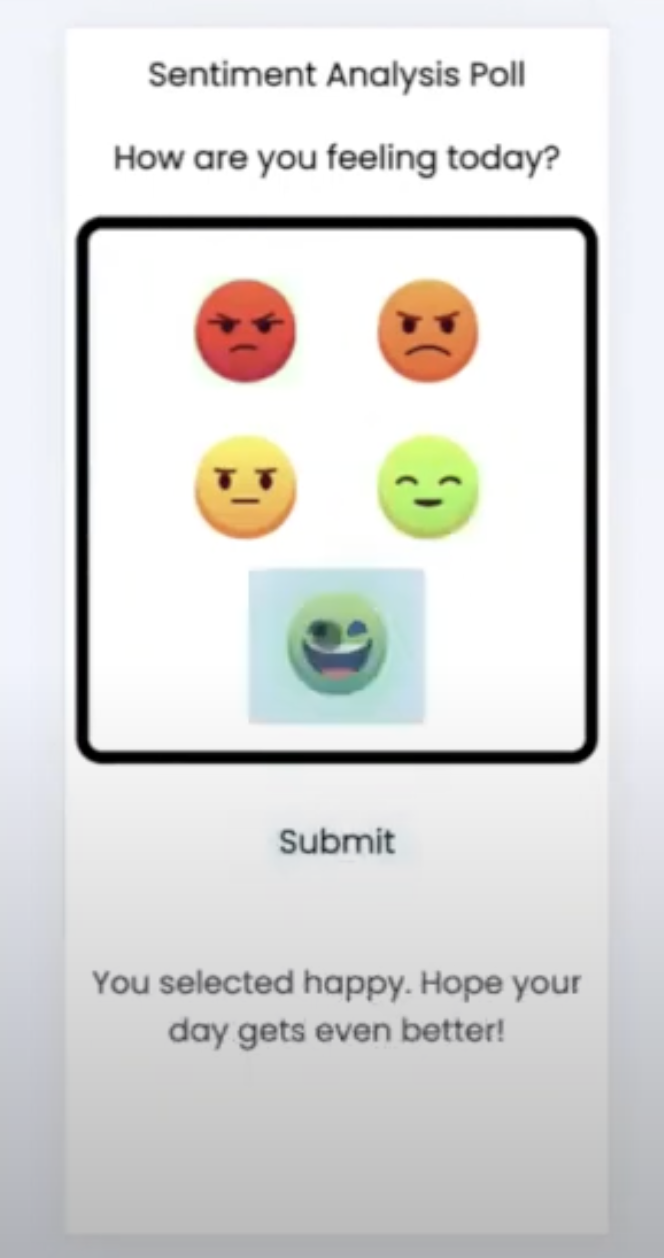 Sentiment Analysis Poll
How are you feeling today?
Submit
You selected happy. Hope your
day gets even better!